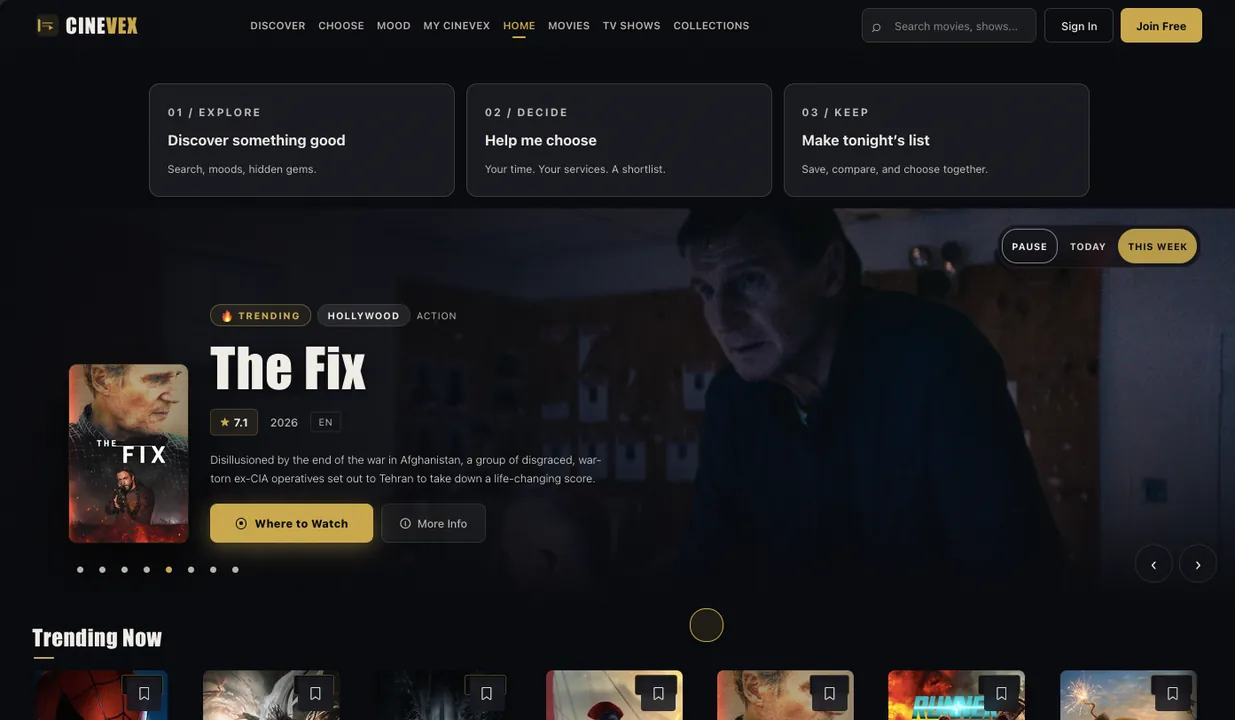 CINEVEX
DISCOVER CHOOSE MOOD MY CINEVEX HOME MOVIES TV SHOWS COLLECTIONS
Search movies, shows...
Sign In
Join Free
01 / EXPLORE
Discover something good
Search, moods, hidden gems.
02 / DECIDE
Help me choose
Your time. Your services. A shortlist.
03 / KEEP
Make tonight's list
Save, compare, and choose together.
PAUSE TODAY THIS WEEK
🔥 TRENDING HOLLYWOOD ACTION
The Fix
★ 7.1 2026 EN
Disillusioned by the end of the war in Afghanistan, a group of disgraced, war-
torn ex-CIA operatives set out to Tehran to take down a life-changing score.
THE
FIX
Where to Watch
More Info
Trending Now
RUNNER